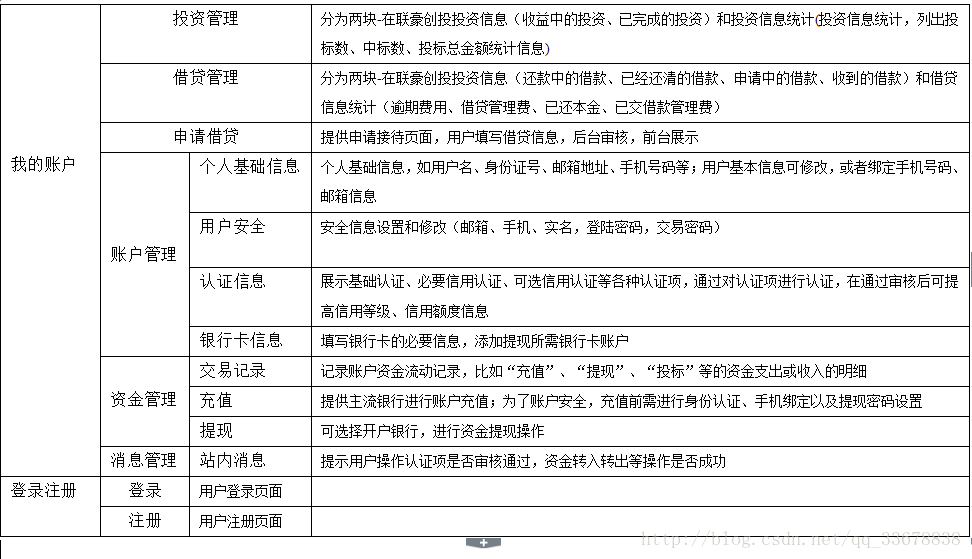 投资管理
分为两块-在联豪创投投资信息（收益中的投资、已完成的投资）和投资信息统计(投资信息统计，列出投
标数、中标数、投标总金额统计信息)
借贷管理
分为两块-在联豪创投投资信息（还款中的借款、已经还清的借款、申请中的借款、收到的借款）和借贷
信息统计（逾期费用、借贷管理费、已还本金、已交借款管理费）
申请借贷
提供申请接待页面，用户填写借贷信息，后台审核，前台展示
我的账户
账户管理
个人基础信息
个人基础信息，如用户名、身份证号、邮箱地址、手机号码等；用户基本信息可修改，或者绑定手机号码、
邮箱信息
用户安全
安全信息设置和修改（邮箱、手机、实名，登陆密码，交易密码）
认证信息
展示基础认证、必要信用认证、可选信用认证等各种认证项，通过对认证项进行认证，在通过审核后可提
高信用等级、信用额度信息
银行卡信息
填写银行卡的必要信息，添加提现所需银行卡账户
资金管理
交易记录
记录账户资金流动记录，比如“充值”、“提现”、“投标”等的资金支出或收入的明细
充值
提供主流银行进行账户充值；为了账户安全，充值前需进行身份认证、手机绑定以及提现密码设置
提现
可选择开户银行，进行资金提现操作
消息管理
站内消息
提示用户操作认证项是否审核通过，资金转入转出等操作是否成功
登录注册
登录
用户登录页面
注册
用户注册页面
http://blog.csdn.net/qq_33678838